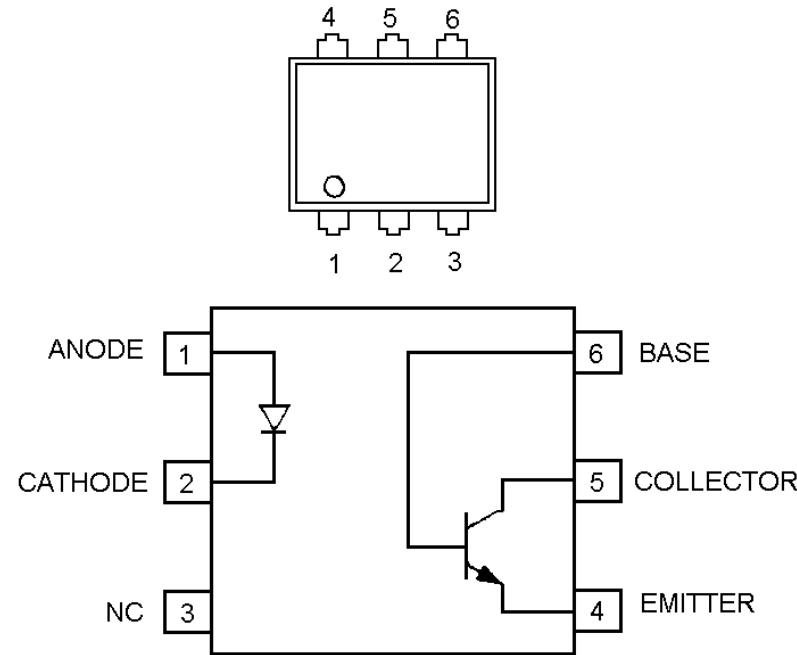 4 5 6
1 2 3
ANODE 1 6 BASE
CATHODE 2 5 COLLECTOR
NC 3 4 EMITTER